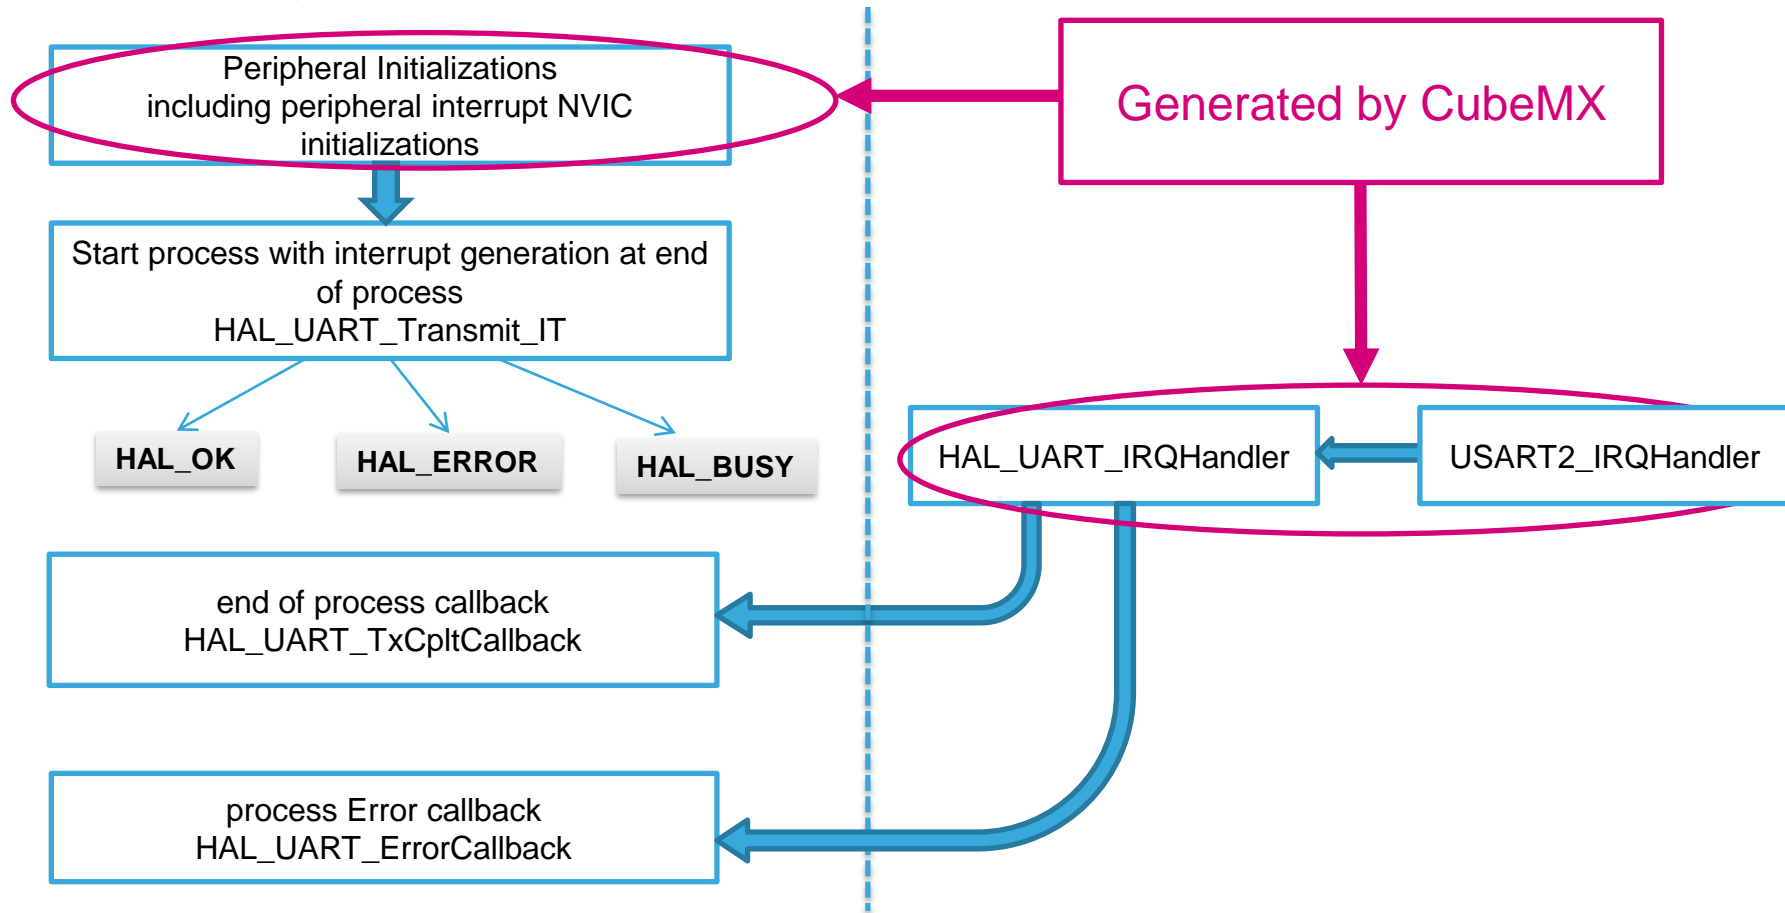 Peripheral Initializations
including peripheral interrupt NVIC
initializations
Generated by CubeMX
Start process with interrupt generation at end
of process
HAL_UART_Transmit_IT
HAL_OK
HAL_ERROR
HAL_BUSY
HAL_UART_IRQHandler
USART2_IRQHandler
end of process callback
HAL_UART_TxCpltCallback
process Error callback
HAL_UART_ErrorCallback